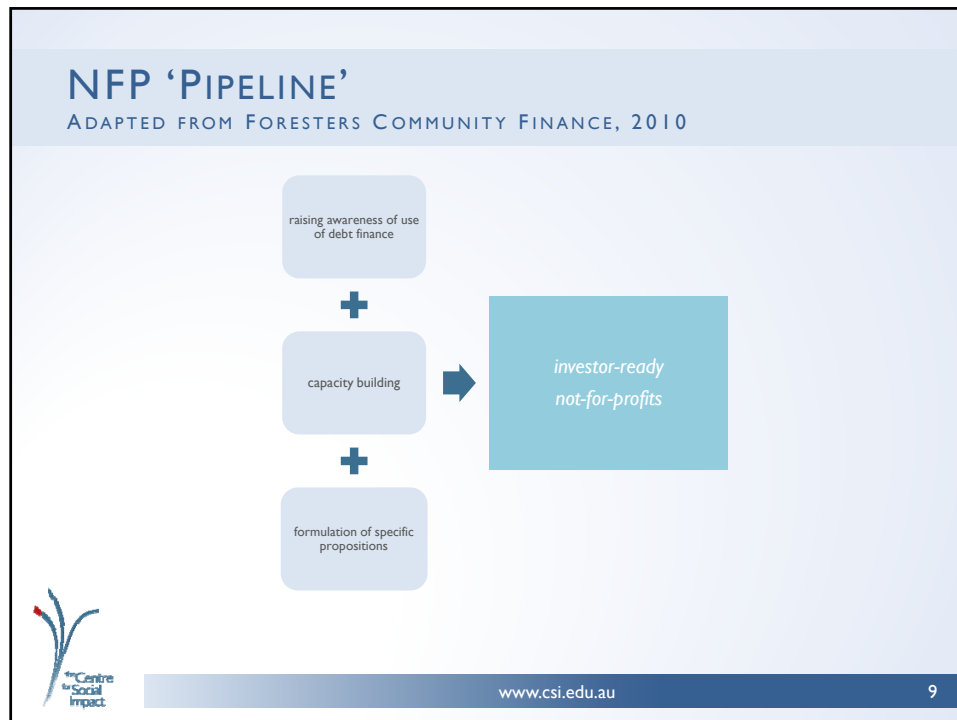 NFP ‘PIPELINE’
ADAPTED FROM FORESTERS COMMUNITY FINANCE, 2010
raising awareness of use
of debt finance
capacity building
formulation of specific
propositions
investor-ready
not-for-profits
the Centre
for Social
Impact
www.csi.edu.au
9